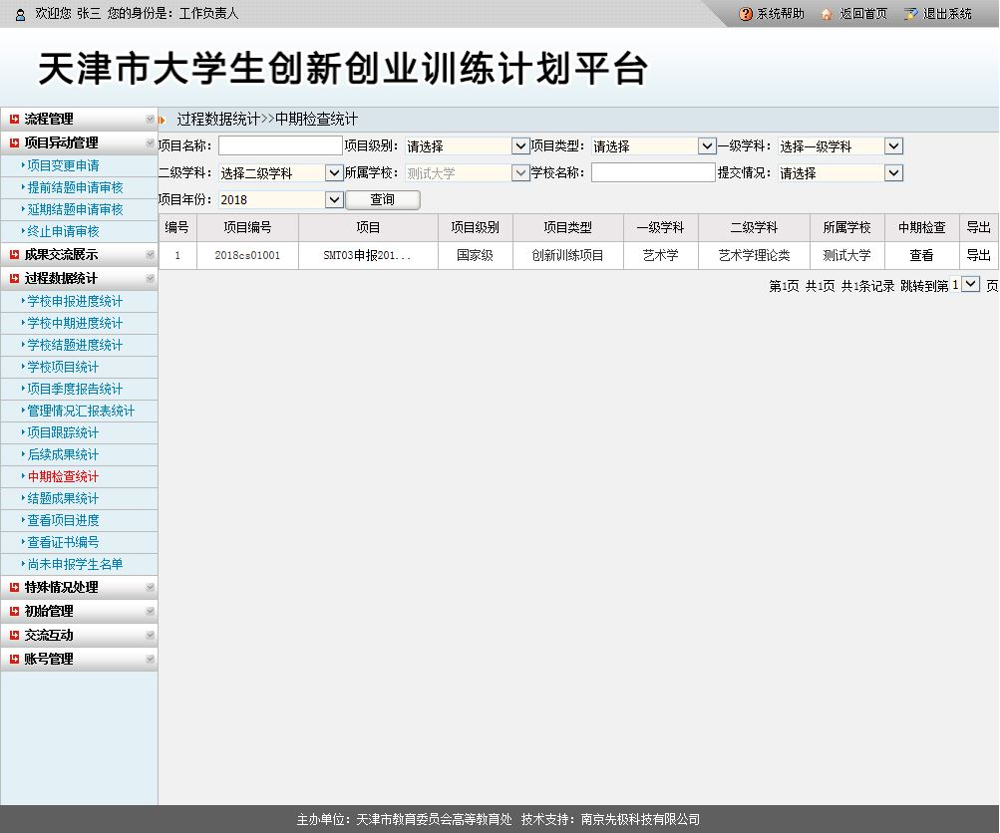 欢迎您 张三 您的身份是：工作负责人
系统帮助 返回首页 退出系统
天津市大学生创新创业训练计划平台
流程管理
项目异动管理
项目变更申请
提前结题申请审核
延期结题申请审核
终止申请审核
成果交流展示
过程数据统计
学校申报进度统计
学校中期进度统计
学校结题进度统计
学校项目统计
项目季度报告统计
管理情况汇报表统计
项目跟踪统计
后续成果统计
中期检查统计
结题成果统计
查看项目进度
查看证书编号
尚未申报学生名单
特殊情况处理
初始管理
交流互动
账号管理
过程数据统计>>中期检查统计
项目名称： 项目级别： 请选择 项目类型： 请选择 一级学科： 选择一级学科
二级学科： 选择二级学科 所属学校： 测试大学 学校名称： 提交情况： 请选择
项目年份： 2018 查询
编号 项目编号 项目 项目级别 项目类型 一级学科 二级学科 所属学校 中期检查 导出
1 2018cs01001 SMT03申报201... 国家级 创新训练项目 艺术学 艺术学理论类 测试大学 查看 导出
第1页 共1页 共1条记录 跳转到第 1 页
主办单位：天津市教育委员会高等教育处 技术支持：南京先极科技有限公司